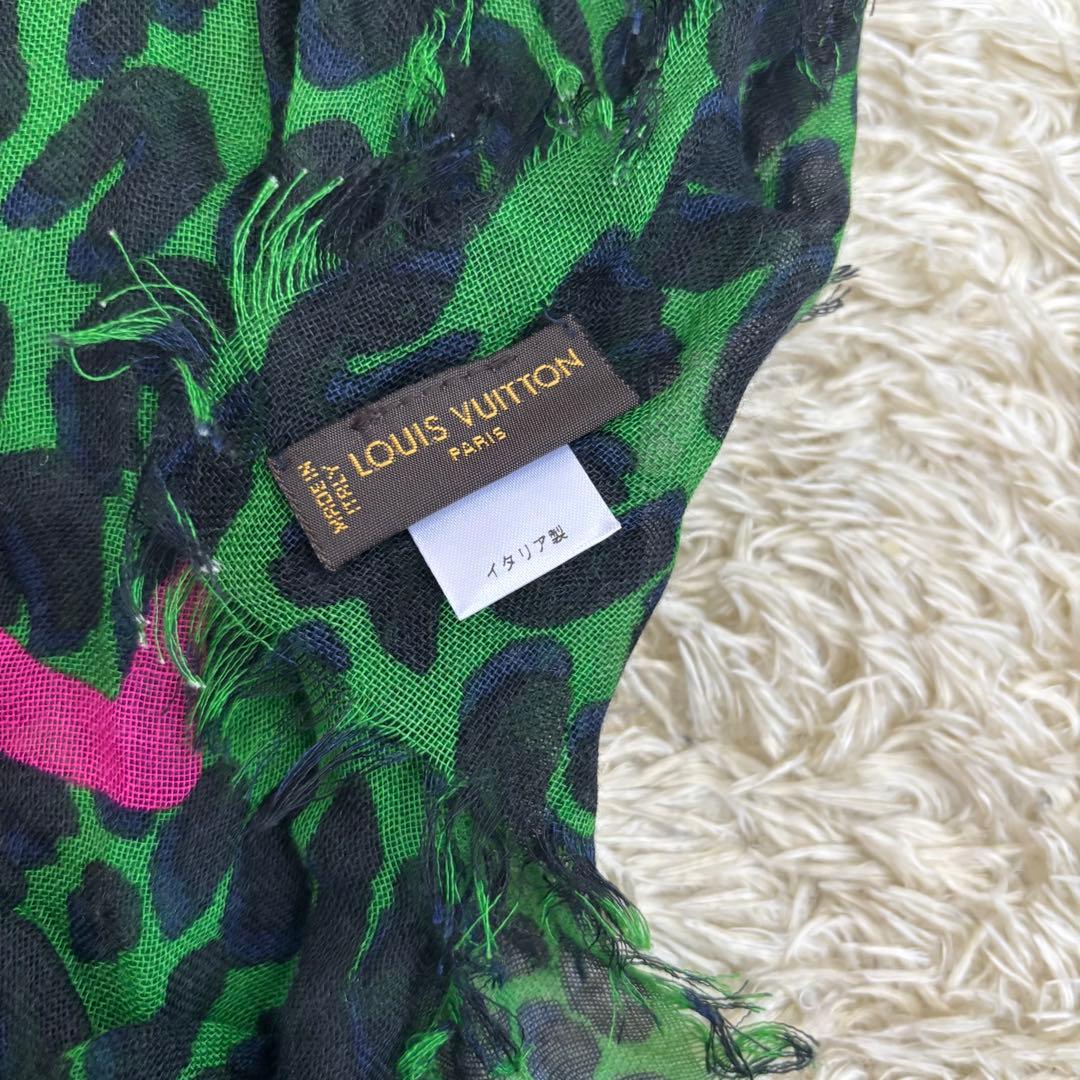 LOUIS VUITTON
PARIS
MADE IN
ITALY
イタリア製